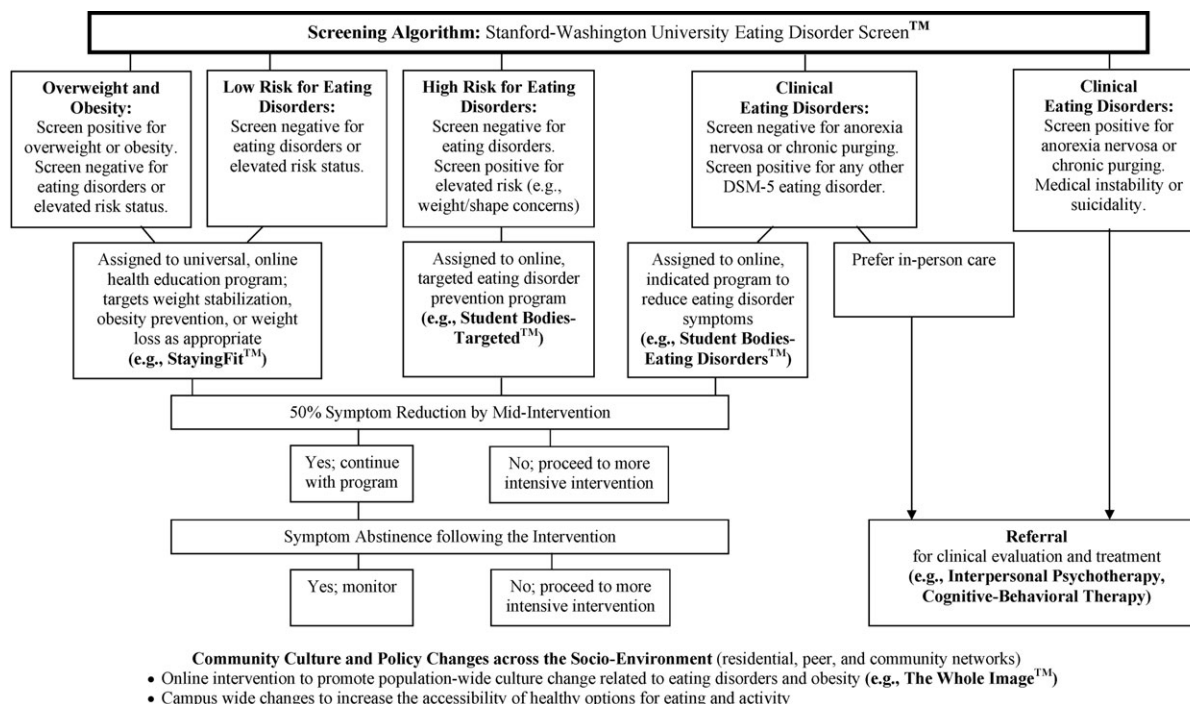 Screening Algorithm: Stanford-Washington University Eating Disorder Screen™
Overweight and
Obesity:
Screen positive for
overweight or obesity.
Screen negative for
eating disorders or
elevated risk status.
Low Risk for Eating
Disorders:
Screen negative for
eating disorders or
elevated risk status.
High Risk for Eating
Disorders:
Screen negative for
eating disorders.
Screen positive for
elevated risk (e.g.,
weight/shape concerns)
Clinical
Eating Disorders:
Screen negative for anorexia
nervosa or chronic purging.
Screen positive for any other
DSM-5 eating disorder.
Clinical
Eating Disorders:
Screen positive for
anorexia nervosa or
chronic purging.
Medical instability or
suicidality.
Assigned to universal, online
health education program;
targets weight stabilization,
obesity prevention, or weight
loss as appropriate
(e.g., StayingFit™)
Assigned to online,
targeted eating disorder
prevention program
(e.g., Student Bodies-
Targeted™)
Assigned to online,
indicated program to
reduce eating disorder
symptoms
(e.g., Student Bodies-
Eating Disorders™)
Prefer in-person care
50% Symptom Reduction by Mid-Intervention
Yes; continue
with program
No; proceed to more
intensive intervention
Symptom Abstinence following the Intervention
Yes; monitor
No; proceed to more
intensive intervention
Referral
for clinical evaluation and treatment
(e.g., Interpersonal Psychotherapy,
Cognitive-Behavioral Therapy)
Community Culture and Policy Changes across the Socio-Environment (residential, peer, and community networks)
• Online intervention to promote population-wide culture change related to eating disorders and obesity (e.g., The Whole Image™)
• Campus wide changes to increase the accessibility of healthy options for eating and activity